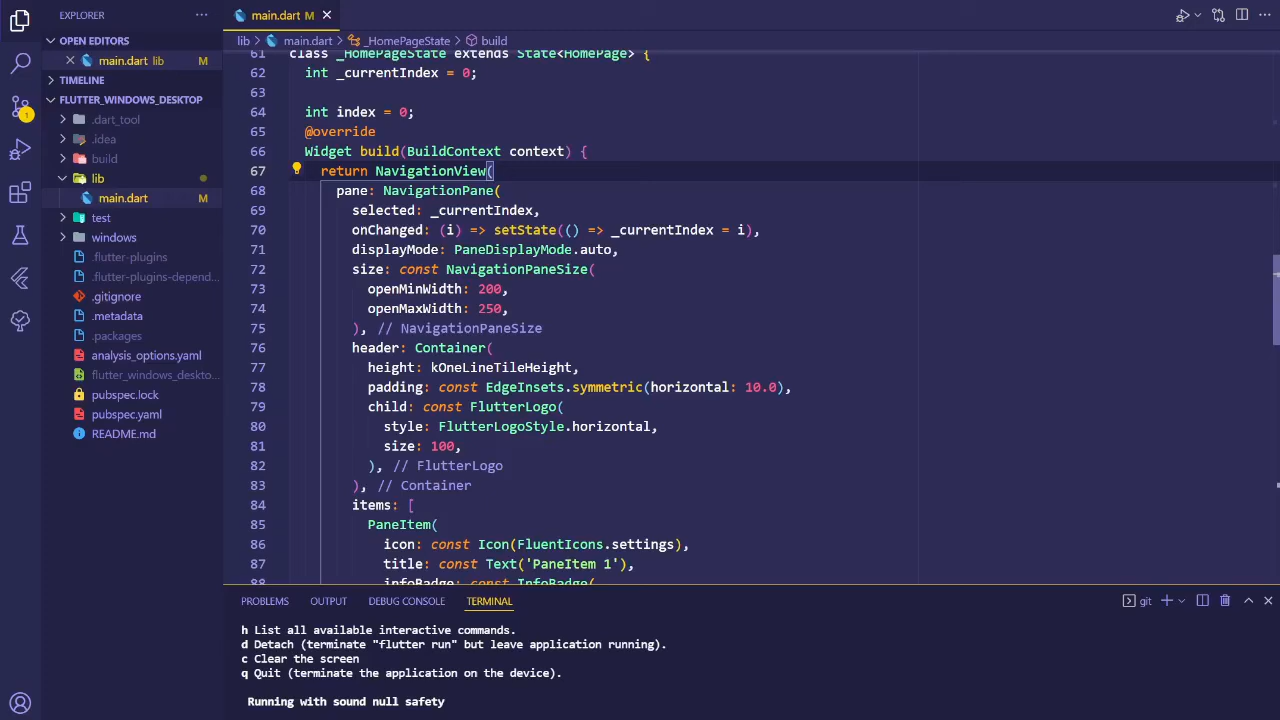 EXPLORER
OPEN EDITORS
main.dart lib M
TIMELINE
FLUTTER_WINDOWS_DESKTOP
.dart_tool
.idea
build
lib
main.dart M
test
windows
.flutter-plugins
.flutter-plugins-depend...
.gitignore
.metadata
.packages
analysis_options.yaml
flutter_windows_deskto...
pubspec.lock
pubspec.yaml
README.md
main.dart M
lib > main.dart > _HomePageState > build
61 class _HomePageState extends State<HomePage> {
62 int _currentIndex = 0;
63
64 int index = 0;
65 @override
66 Widget build(BuildContext context) {
67 return NavigationView(
68 pane: NavigationPane(
69 selected: _currentIndex,
70 onChanged: (i) => setState(() => _currentIndex = i),
71 displayMode: PaneDisplayMode.auto,
72 size: const NavigationPaneSize(
73 openMinWidth: 200,
74 openMaxWidth: 250,
75 ), // NavigationPaneSize
76 header: Container(
77 height: kOneLineTileHeight,
78 padding: const EdgeInsets.symmetric(horizontal: 10.0),
79 child: const FlutterLogo(
80 style: FlutterLogoStyle.horizontal,
81 size: 100,
82 ), // FlutterLogo
83 ), // Container
84 items: [
85 PaneItem(
86 icon: const Icon(FluentIcons.settings),
87 title: const Text('PaneItem 1'),
88 infoBadge: const InfoBadge(
PROBLEMS OUTPUT DEBUG CONSOLE TERMINAL
git
h List all available interactive commands.
d Detach (terminate "flutter run" but leave application running).
c Clear the screen
q Quit (terminate the application on the device).
Running with sound null safety